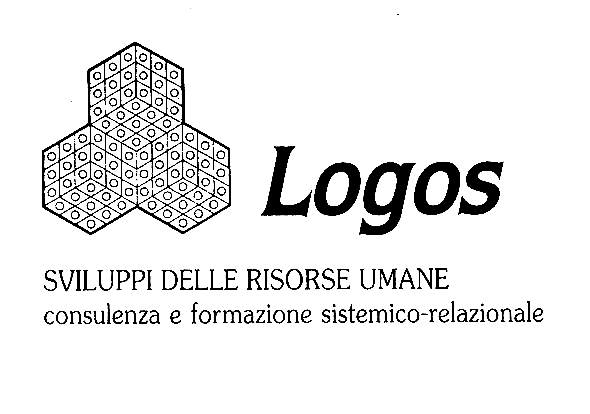 Logos
SVILUPPI DELLE RISORSE UMANE
consulenza e formazione sistemico-relazionale